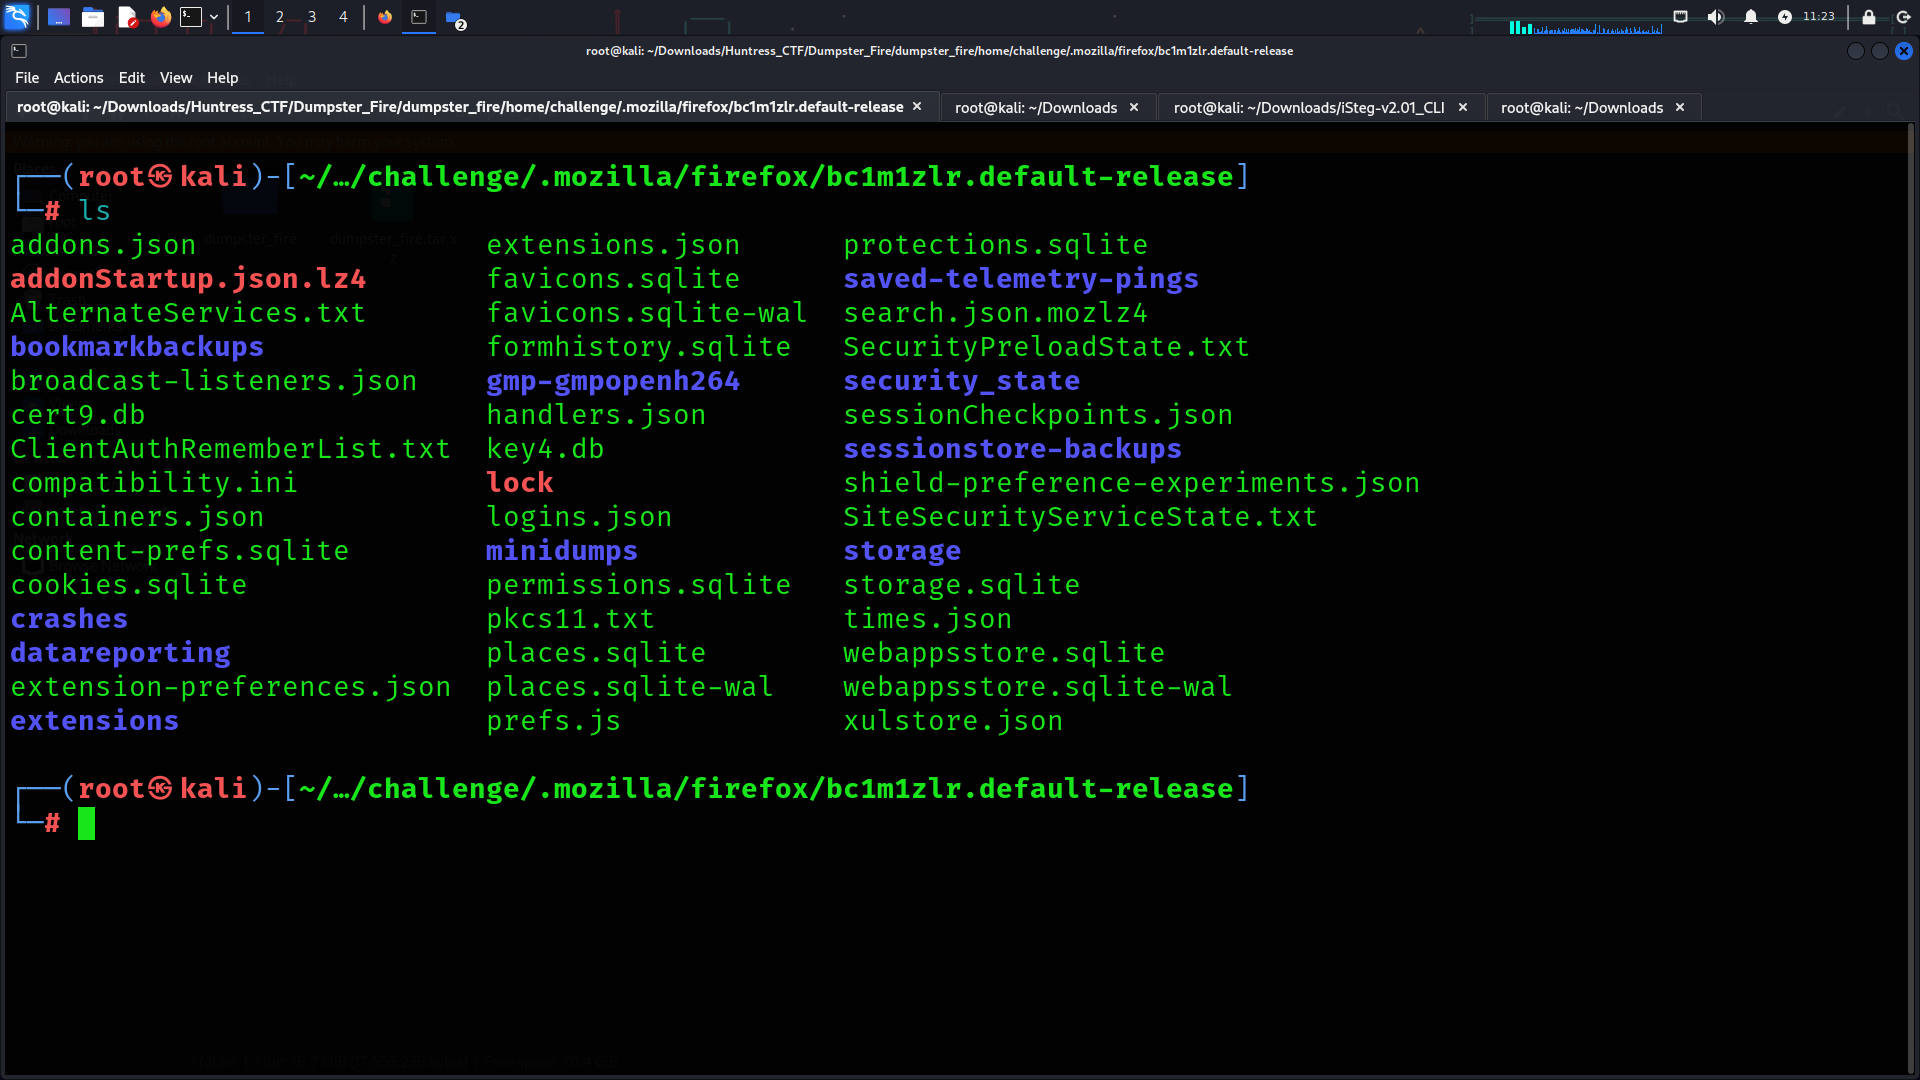 1 2 3 4 2 11:23
root@kali: ~/Downloads/Huntress_CTF/Dumpster_Fire/dumpster_fire/home/challenge/.mozilla/firefox/bc1m1zlr.default-release
File Actions Edit View Help
root@kali: ~/Downloads/Huntress_CTF/Dumpster_Fire/dumpster_fire/home/challenge/.mozilla/firefox/bc1m1zlr.default-release × root@kali: ~/Downloads × root@kali: ~/Downloads/iSteg-v2.01_CLI × root@kali: ~/Downloads ×
┌──(root㉿kali)-[~/…/challenge/.mozilla/firefox/bc1m1zlr.default-release]
└─# ls
addons.json extensions.json protections.sqlite
addonStartup.json.lz4 favicons.sqlite saved-telemetry-pings
AlternateServices.txt favicons.sqlite-wal search.json.mozlz4
bookmarkbackups formhistory.sqlite SecurityPreloadState.txt
broadcast-listeners.json gmp-gmpopenh264 security_state
cert9.db handlers.json sessionCheckpoints.json
ClientAuthRememberList.txt key4.db sessionstore-backups
compatibility.ini lock shield-preference-experiments.json
containers.json logins.json SiteSecurityServiceState.txt
content-prefs.sqlite minidumps storage
cookies.sqlite permissions.sqlite storage.sqlite
crashes pkcs11.txt times.json
datareporting places.sqlite webappsstore.sqlite
extension-preferences.json places.sqlite-wal webappsstore.sqlite-wal
extensions prefs.js xulstore.json
┌──(root㉿kali)-[~/…/challenge/.mozilla/firefox/bc1m1zlr.default-release]
└─#